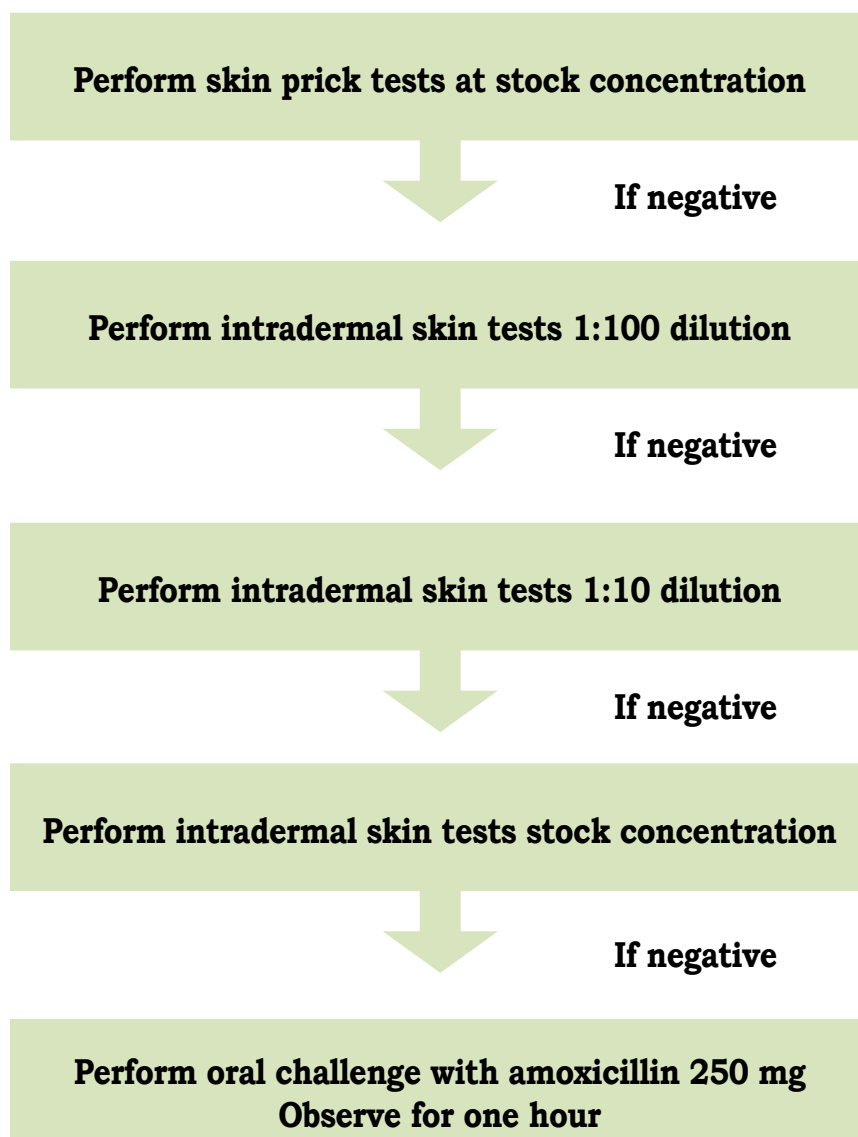 Perform skin prick tests at stock concentration
If negative
Perform intradermal skin tests 1:100 dilution
If negative
Perform intradermal skin tests 1:10 dilution
If negative
Perform intradermal skin tests stock concentration
If negative
Perform oral challenge with amoxicillin 250 mg
Observe for one hour